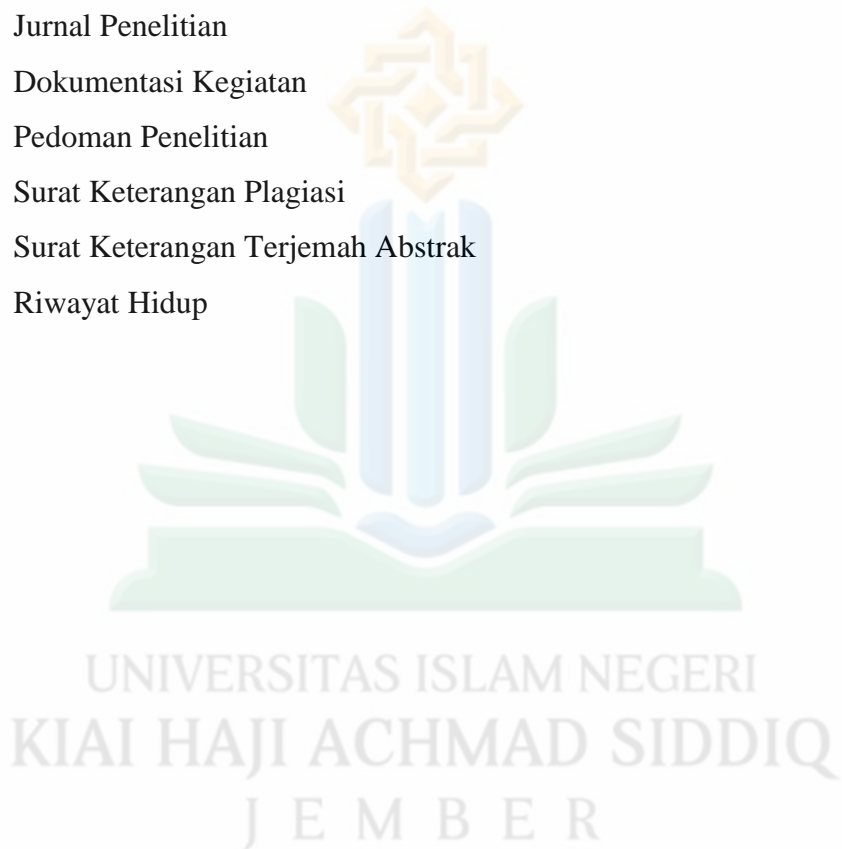 Jurnal Penelitian
Dokumentasi Kegiatan
Pedoman Penelitian
Surat Keterangan Plagiasi
Surat Keterangan Terjemah Abstrak
Riwayat Hidup
UNIVERSITAS ISLAM NEGERI
KIAI HAJI ACHMAD SIDDIQ
JEMBER